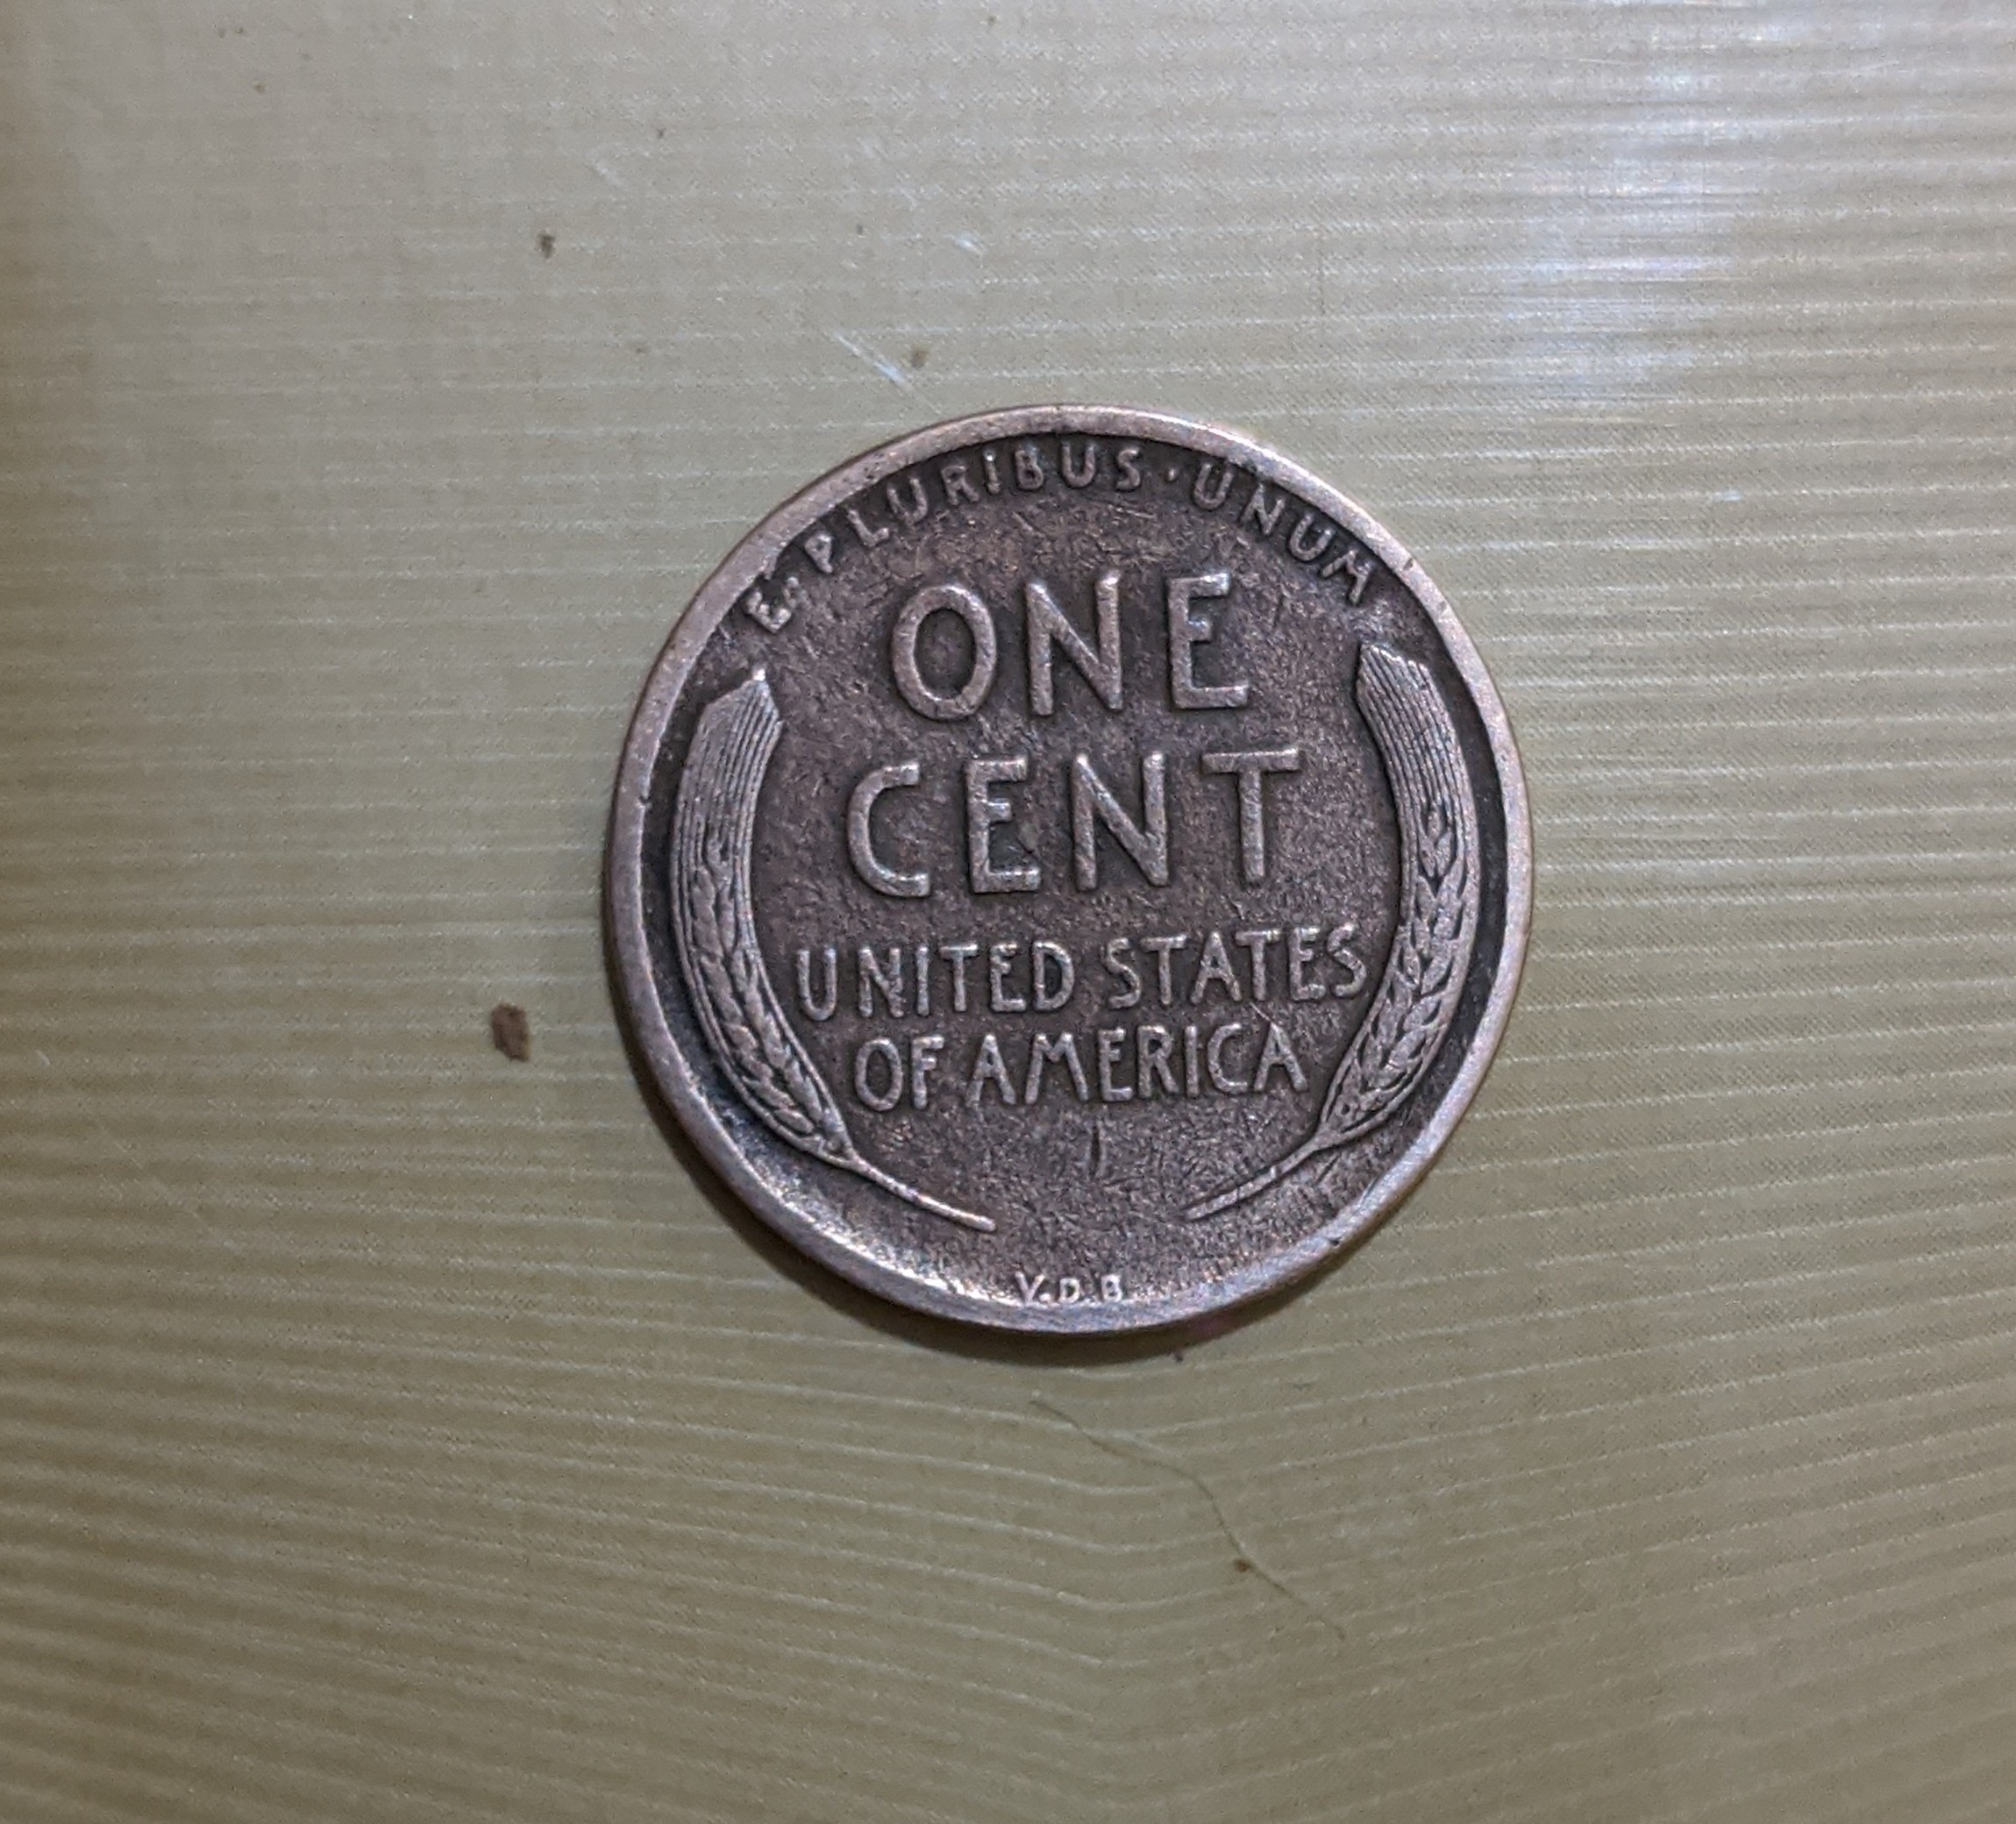 E·PLURIBUS·UNUM
ONE
CENT
UNITED STATES
OF AMERICA
V.D.B.